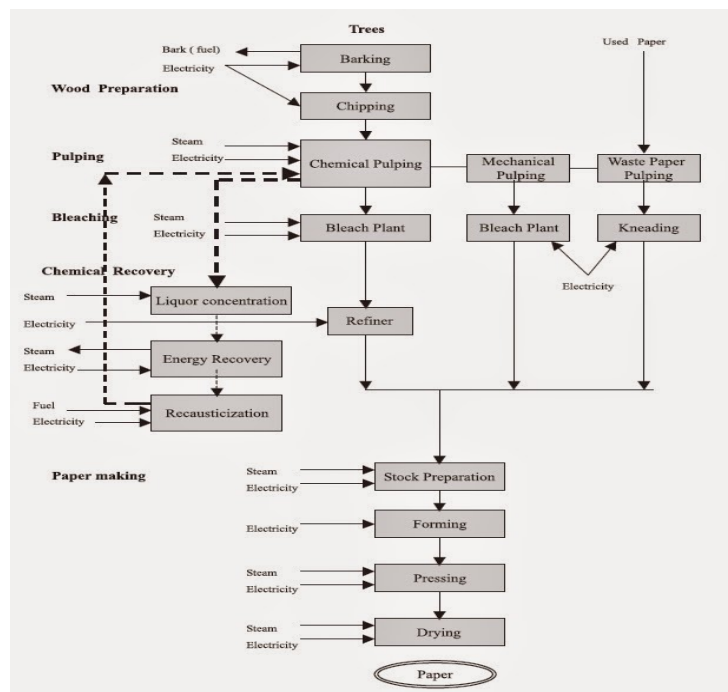 Trees
Bark ( fuel)
Used Paper
Barking
Electricity
Wood Preparation
Chipping
Steam
Pulping
Electricity
Chemical Pulping
Mechanical
Pulping
Waste Paper
Pulping
Bleaching
Steam
Electricity
Bleach Plant
Bleach Plant
Kneading
Chemical Recovery
Electricity
Steam
Liquor concentration
Electricity
Refiner
Steam
Energy Recovery
Electricity
Fuel
Recausticization
Electricity
Paper making
Steam
Electricity
Stock Preparation
Electricity
Forming
Steam
Electricity
Pressing
Steam
Electricity
Drying
Paper